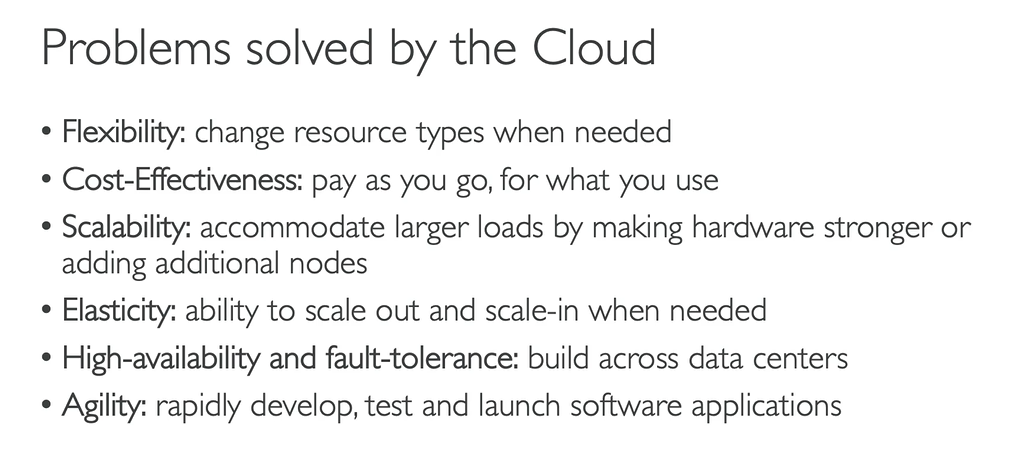 Problems solved by the Cloud
• Flexibility: change resource types when needed
• Cost-Effectiveness: pay as you go, for what you use
• Scalability: accommodate larger loads by making hardware stronger or
adding additional nodes
• Elasticity: ability to scale out and scale-in when needed
• High-availability and fault-tolerance: build across data centers
• Agility: rapidly develop, test and launch software applications